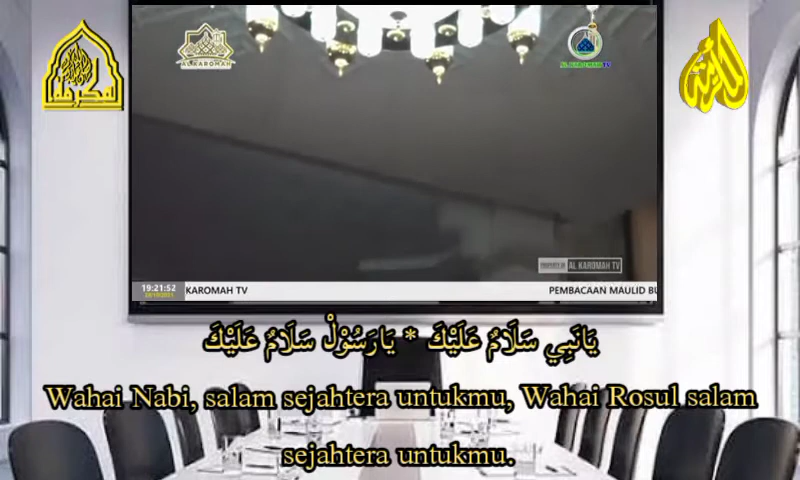 AL KAROMAH
AL KAROMAH TV
AL KAROMAH TV
19:21:52
KAROMAH TV
PEMBACAAN MAULID BU
يَانَبِي سَلَامٌ عَلَيْكَ * يَارَسُوْلْ سَلَامٌ عَلَيْكَ
Wahai Nabi, salam sejahtera untukmu, Wahai Rosul salam
sejahtera untukmu.